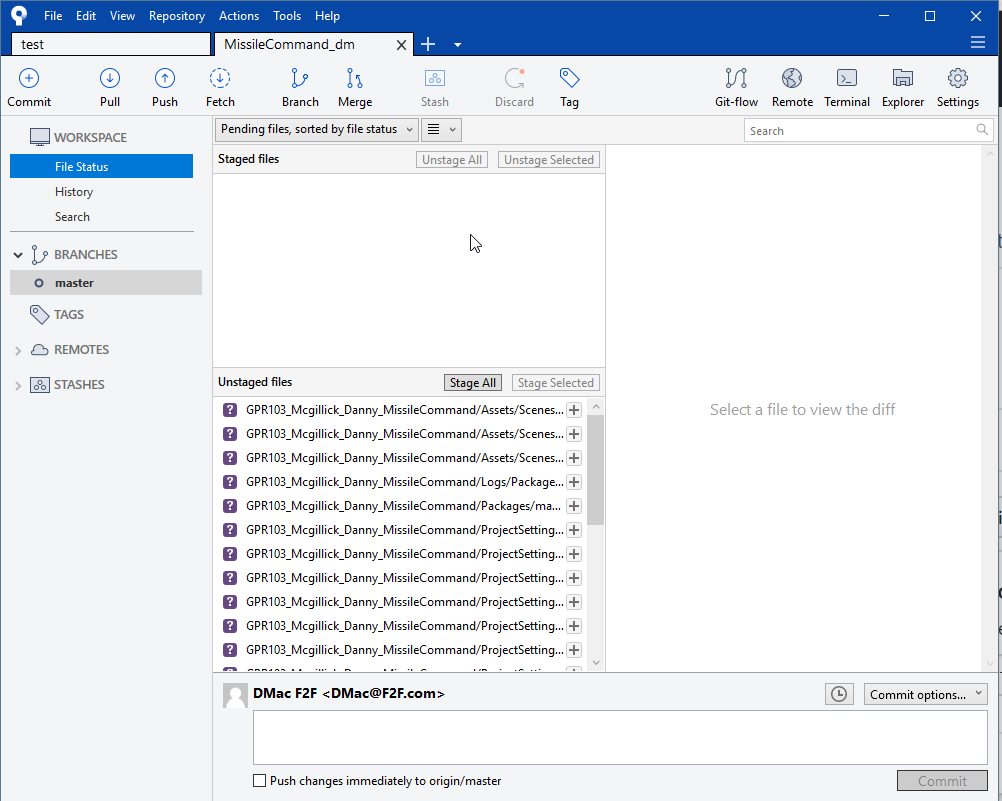 File Edit View Repository Actions Tools Help
test MissileCommand_dm
Commit Pull Push Fetch Branch Merge Stash Discard Tag Git-flow Remote Terminal Explorer Settings
WORKSPACE
File Status
History
Search
BRANCHES
master
TAGS
REMOTES
STASHES
Pending files, sorted by file status
Search
Staged files Unstage All Unstage Selected
Unstaged files Stage All Stage Selected
GPR103_Mcgillick_Danny_MissileCommand/Assets/Scenes...
GPR103_Mcgillick_Danny_MissileCommand/Assets/Scenes...
GPR103_Mcgillick_Danny_MissileCommand/Assets/Scenes...
GPR103_Mcgillick_Danny_MissileCommand/Logs/Package...
GPR103_Mcgillick_Danny_MissileCommand/Packages/ma...
GPR103_Mcgillick_Danny_MissileCommand/ProjectSetting...
GPR103_Mcgillick_Danny_MissileCommand/ProjectSetting...
GPR103_Mcgillick_Danny_MissileCommand/ProjectSetting...
GPR103_Mcgillick_Danny_MissileCommand/ProjectSetting...
GPR103_Mcgillick_Danny_MissileCommand/ProjectSetting...
GPR103_Mcgillick_Danny_MissileCommand/ProjectSetting...
Select a file to view the diff
DMac F2F <DMac@F2F.com>
Commit options...
Push changes immediately to origin/master
Commit